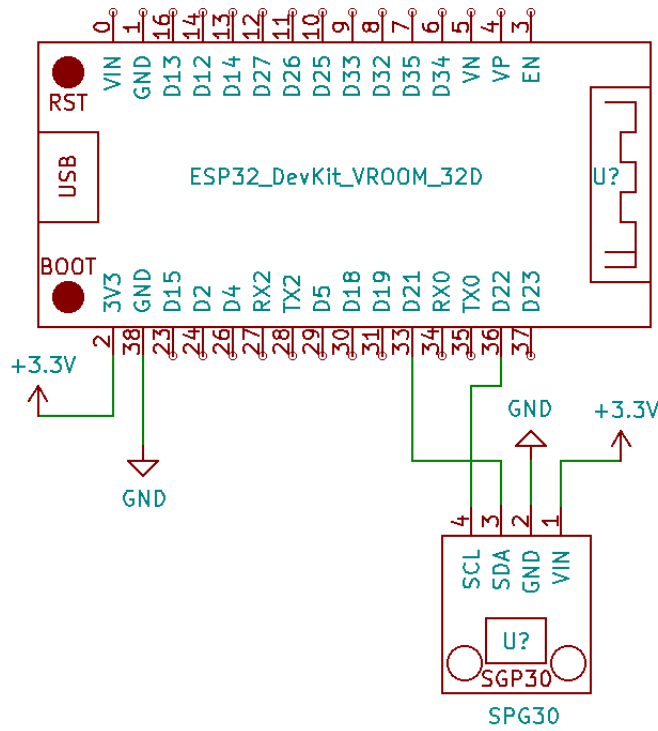 0 1 16 14 13 12 11 10 9 8 7 6 5 4 3
VIN GND D13 D12 D14 D27 D26 D25 D33 D32 D35 D34 VN VP EN
RST
USB
ESP32_DevKit_VROOM_32D
U?
BOOT
3V3 GND D15 D2 D4 RX2 TX2 D5 D18 D19 D21 RX0 TX0 D22 D23
2 38 23 24 26 27 28 29 30 31 33 34 35 36 37
+3.3V
GND
GND
+3.3V
4 3 2 1
SCL SDA GND VIN
U?
SGP30
SPG30